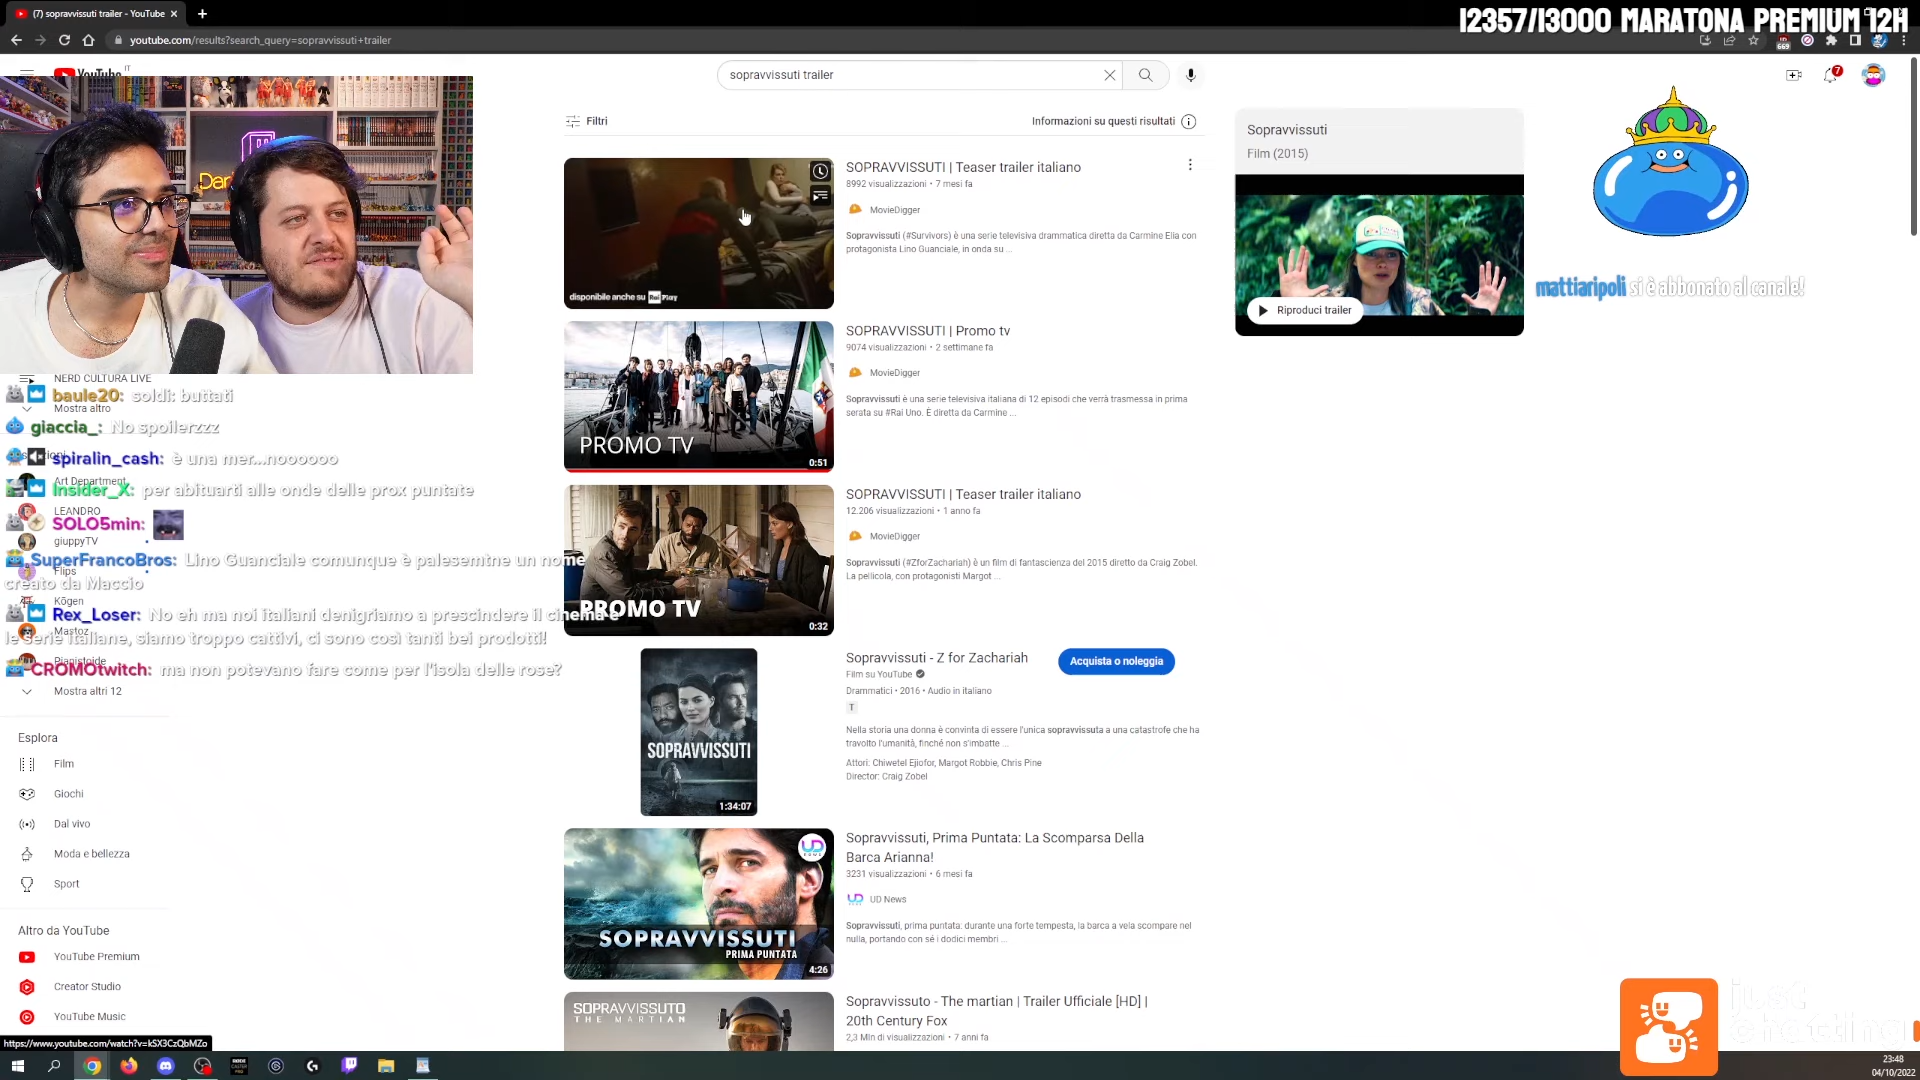 (7) sopravvissuti trailer - YouTube
12357/13000 MARATONA PREMIUM 12H
youtube.com/results?search_query=sopravvissuti+trailer
669
YouTube
IT
sopravvissuti trailer
7
Filtri
Informazioni su questi risultati
Dar
disponibile anche su Rai Play
SOPRAVVISSUTI | Teaser trailer italiano
8992 visualizzazioni • 7 mesi fa
MovieDigger
Sopravvissuti (#Survivors) è una serie televisiva drammatica diretta da Carmine Elia con
protagonista Lino Guanciale, in onda su ...
Sopravvissuti
Film (2015)
Riproduci trailer
mattiaripoli si è abbonato al canale!
PROMO TV
0:51
SOPRAVVISSUTI | Promo tv
9074 visualizzazioni • 2 settimane fa
MovieDigger
Sopravvissuti è una serie televisiva italiana di 12 episodi che verrà trasmessa in prima
serata su #Rai Uno. È diretta da Carmine ...
PROMO TV
0:32
SOPRAVVISSUTI | Teaser trailer italiano
12.206 visualizzazioni • 1 anno fa
MovieDigger
Sopravvissuti (#ZforZachariah) è un film di fantascienza del 2015 diretto da Craig Zobel.
La pellicola, con protagonisti Margot ...
SOPRAVVISSUTI
1:34:07
Sopravvissuti - Z for Zachariah
Film su YouTube
Drammatici • 2016 • Audio in italiano
T
Nella storia una donna è convinta di essere l'unica sopravvissuta a una catastrofe che ha
travolto l'umanità, finché non s'imbatte ...
Attori: Chiwetel Ejiofor, Margot Robbie, Chris Pine
Director: Craig Zobel
Acquista o noleggia
UD
SOPRAVVISSUTI
PRIMA PUNTATA
4:26
Sopravvissuti, Prima Puntata: La Scomparsa Della
Barca Arianna!
3231 visualizzazioni • 6 mesi fa
UD News
Sopravvissuti, prima puntata: durante una forte tempesta, la barca a vela scompare nel
nulla, portando con sé i dodici membri ...
SOPRAVVISSUTO
THE MARTIAN
Sopravvissuto - The martian | Trailer Ufficiale [HD] |
20th Century Fox
2,3 Mln di visualizzazioni • 7 anni fa
NERD CULTURA LIVE
baule20: soldi: buttati
Mostra altro
giaccia_: No spoilerzzz
spiralin_cash: è una mer...noooooo
Art Department
Insider_X: per abituarti alle onde delle prox puntate
LEANDRO
SOLO5min:
giuppyTV
SuperFrancoBros: Lino Guanciale comunque è palesemtne un nome
Flips
creato da Maccio
Kōgen
Rex_Loser: No eh ma noi italiani denigriamo a prescindere il cinema e
Mastoz
le serie italiane, siamo troppo cattivi, ci sono così tanti bei prodotti!
CROMOtwitch: ma non potevano fare come per l'isola delle rose?
Mostra altri 12
Esplora
Film
Giochi
Dal vivo
Moda e bellezza
Sport
Altro da YouTube
YouTube Premium
Creator Studio
YouTube Music
https://www.youtube.com/watch?v=kSX3CzQbMZo
just
chatting
23:48
04/10/2022